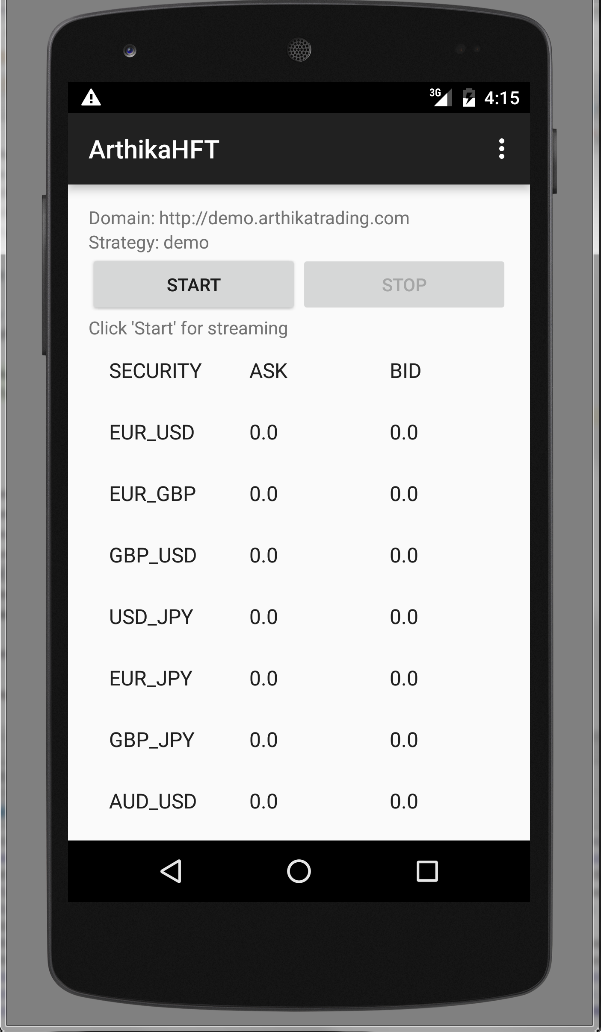 3G 4:15
ArthikaHFT
Domain: http://demo.arthikatrading.com
Strategy: demo
START STOP
Click 'Start' for streaming
SECURITY ASK BID
EUR_USD 0.0 0.0
EUR_GBP 0.0 0.0
GBP_USD 0.0 0.0
USD_JPY 0.0 0.0
EUR_JPY 0.0 0.0
GBP_JPY 0.0 0.0
AUD_USD 0.0 0.0